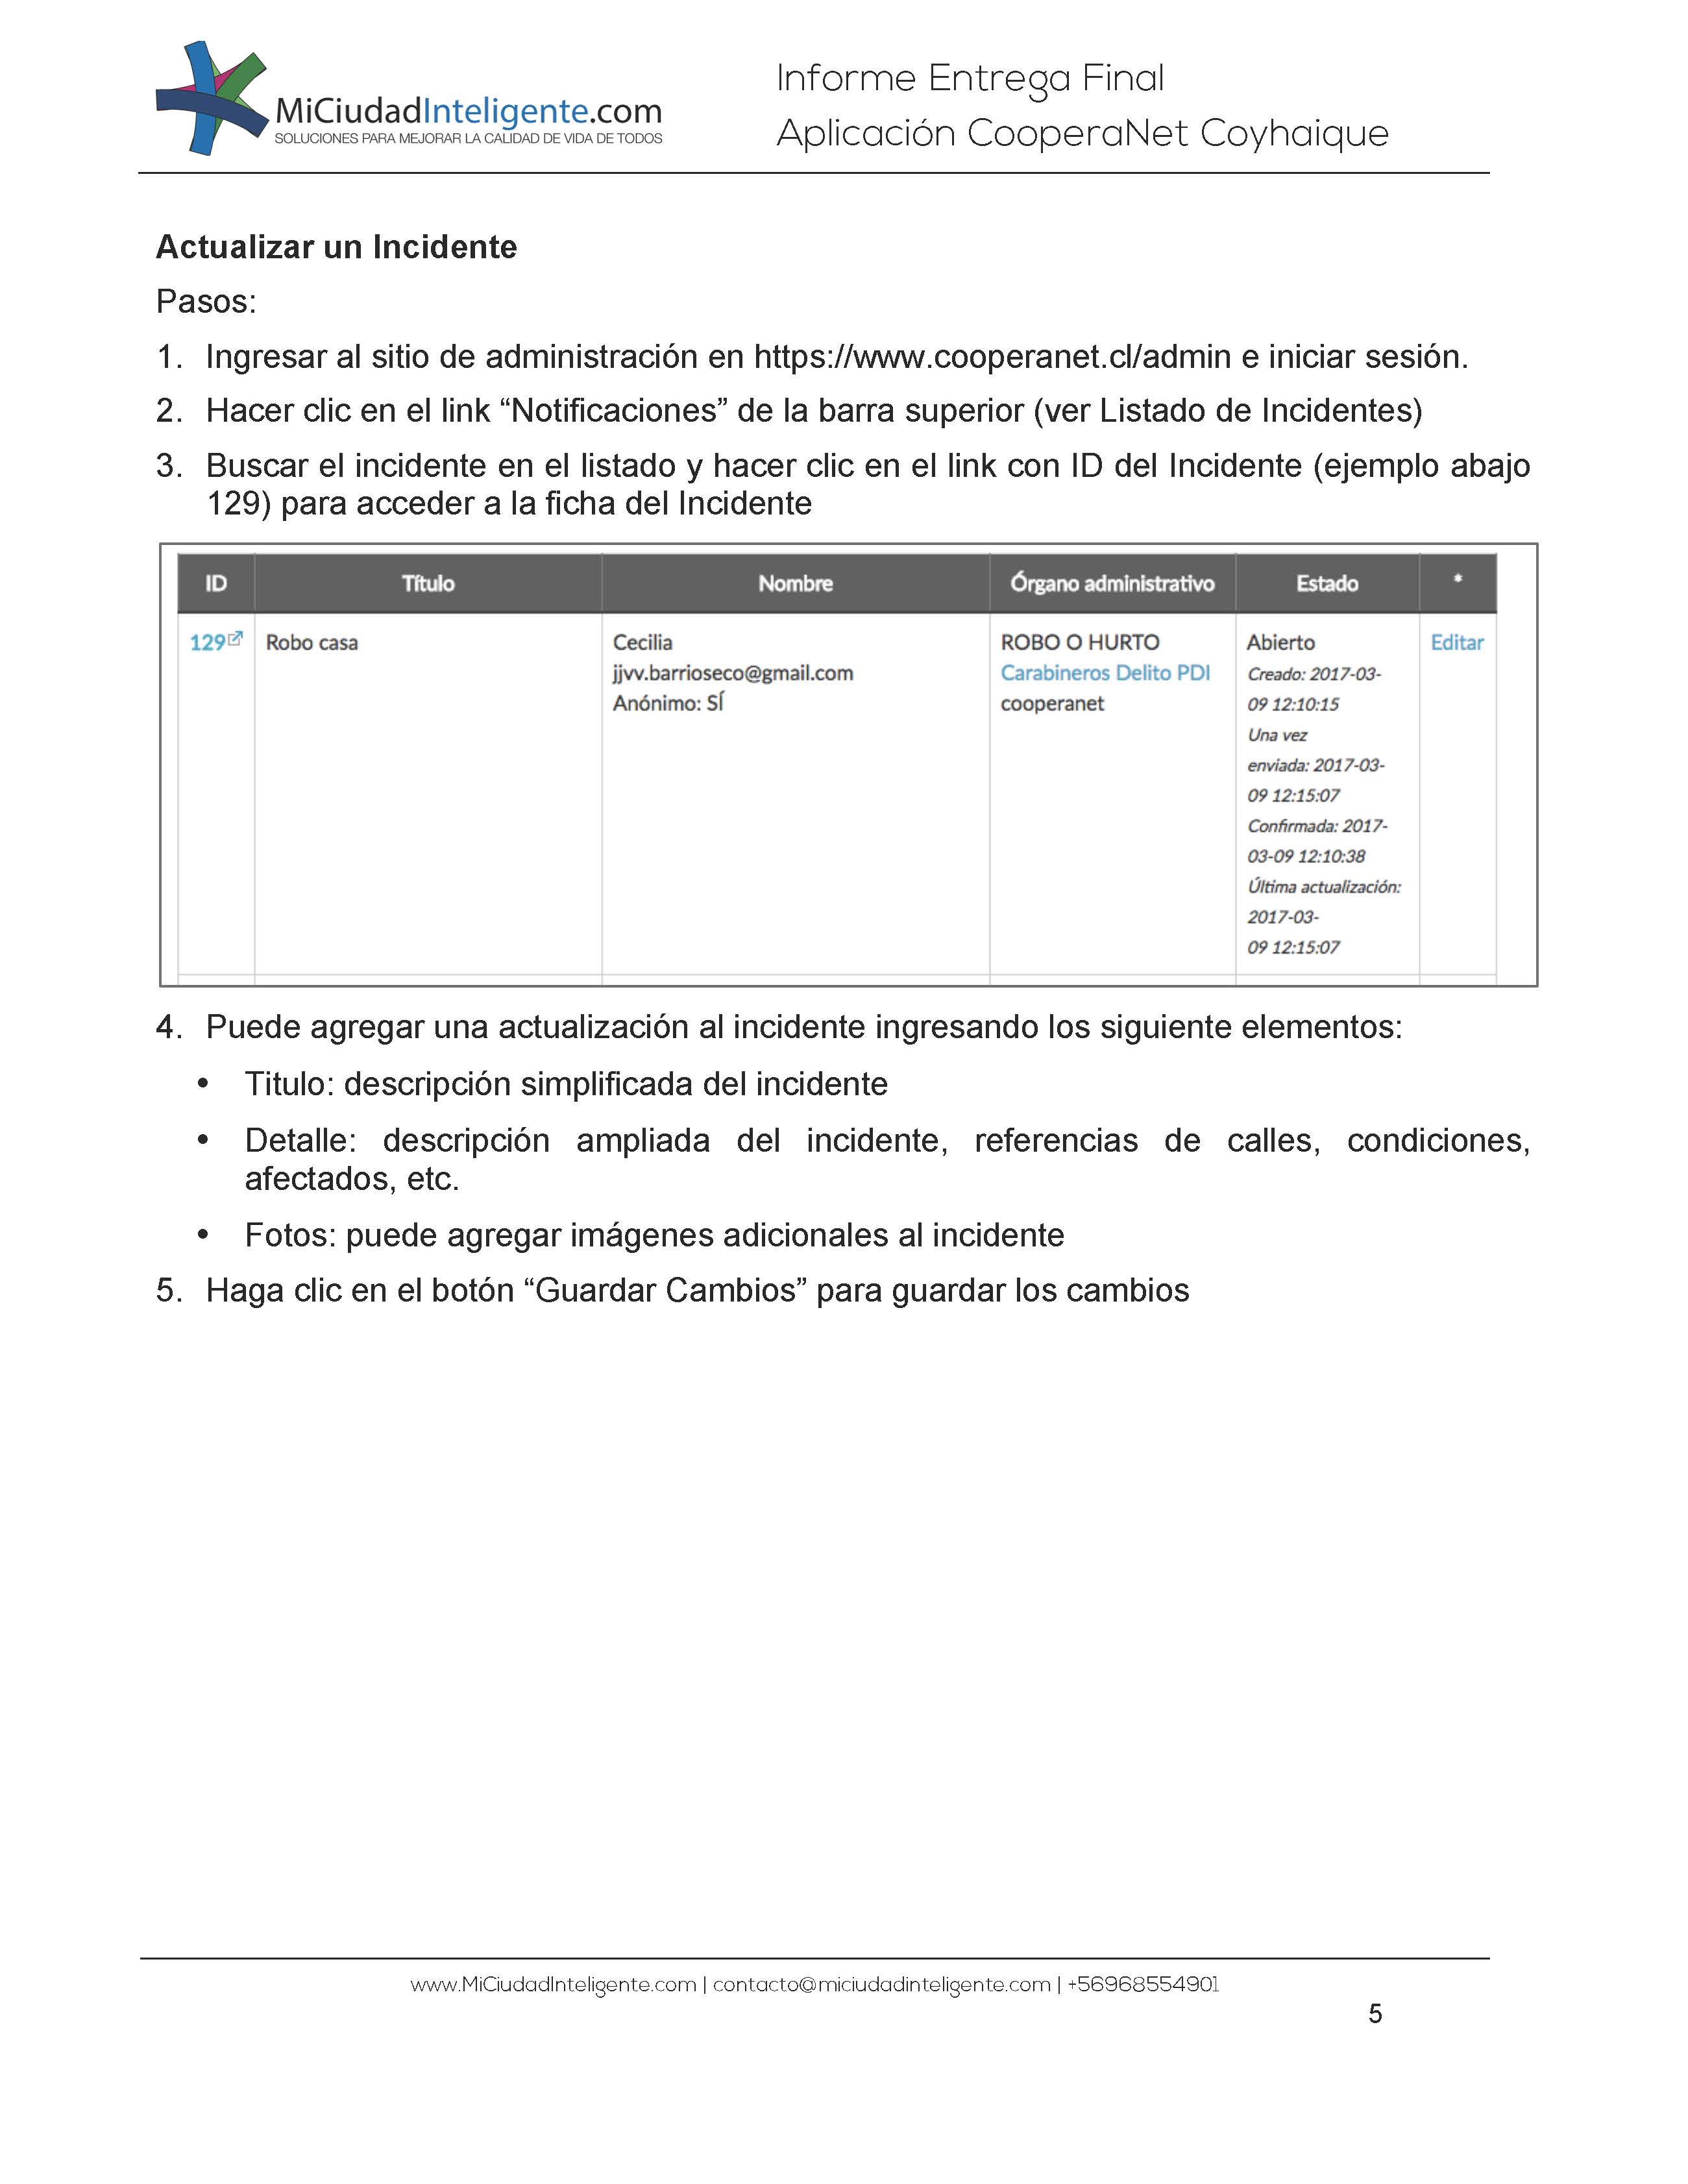 MiCiudadInteligente.com
SOLUCIONES PARA MEJORAR LA CALIDAD DE VIDA DE TODOS
Informe Entrega Final
Aplicación CooperaNet Coyhaique
Actualizar un Incidente
Pasos:
1. Ingresar al sitio de administración en https://www.cooperanet.cl/admin e iniciar sesión.
2. Hacer clic en el link “Notificaciones” de la barra superior (ver Listado de Incidentes)
3. Buscar el incidente en el listado y hacer clic en el link con ID del Incidente (ejemplo abajo
129) para acceder a la ficha del Incidente
ID Título Nombre Órgano administrativo Estado *
129 Robo casa Cecilia ROBO O HURTO Abierto Editar
jjvv.barrioseco@gmail.com Carabineros Delito PDI Creado: 2017-03-
Anónimo: SÍ cooperanet 09 12:10:15
Una vez
enviada: 2017-03-
09 12:15:07
Confirmada: 2017-
03-09 12:10:38
Última actualización:
2017-03-
09 12:15:07
4. Puede agregar una actualización al incidente ingresando los siguiente elementos:
• Titulo: descripción simplificada del incidente
• Detalle: descripción ampliada del incidente, referencias de calles, condiciones,
afectados, etc.
• Fotos: puede agregar imágenes adicionales al incidente
5. Haga clic en el botón “Guardar Cambios” para guardar los cambios
www.MiCiudadInteligente.com | contacto@miciudadinteligente.com | +56968554901
5